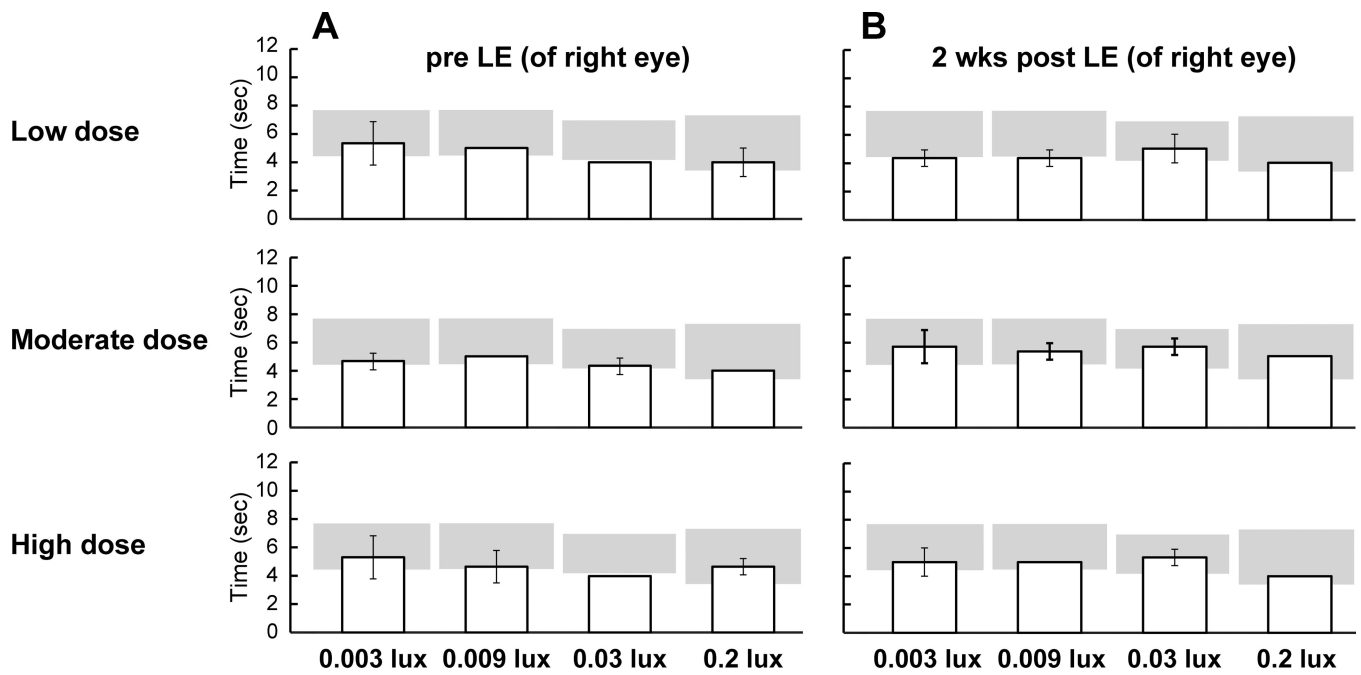 A
B
pre LE (of right eye)
2 wks post LE (of right eye)
Low dose
Time (sec)
12
10
8
6
4
2
0
Moderate dose
Time (sec)
12
10
8
6
4
2
0
High dose
Time (sec)
12
10
8
6
4
2
0
0.003 lux 0.009 lux 0.03 lux 0.2 lux
0.003 lux 0.009 lux 0.03 lux 0.2 lux